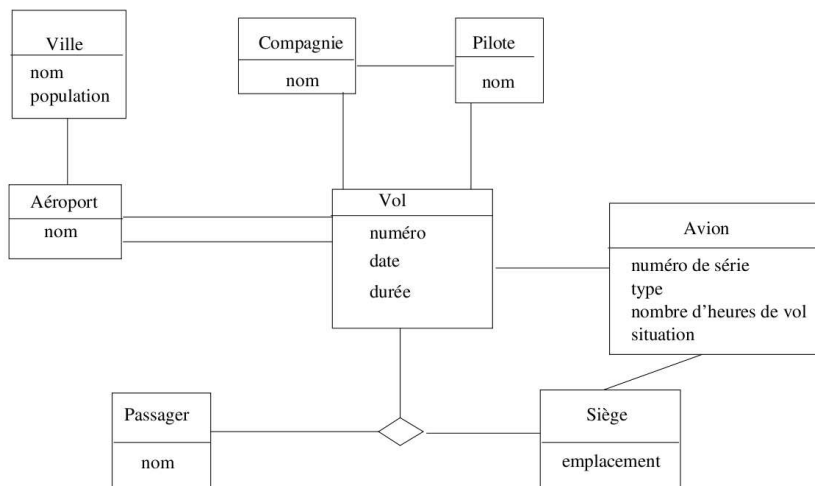 Ville
nom
population
Compagnie
nom
Pilote
nom
Aéroport
nom
Vol
numéro
date
durée
Avion
numéro de série
type
nombre d'heures de vol
situation
Passager
nom
Siège
emplacement